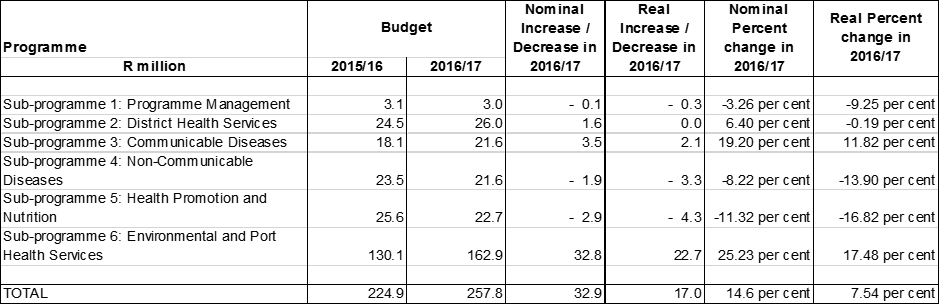 Programme
Budget
Nominal Increase / Decrease in 2016/17
Real Increase / Decrease in 2016/17
Nominal Percent change in 2016/17
Real Percent change in 2016/17
R million 2015/16 2016/17
Sub-programme 1: Programme Management 3.1 3.0 - 0.1 - 0.3 -3.26 per cent -9.25 per cent
Sub-programme 2: District Health Services 24.5 26.0 1.6 0.0 6.40 per cent -0.19 per cent
Sub-programme 3: Communicable Diseases 18.1 21.6 3.5 2.1 19.20 per cent 11.82 per cent
Sub-programme 4: Non-Communicable
Diseases 23.5 21.6 - 1.9 - 3.3 -8.22 per cent -13.90 per cent
Sub-programme 5: Health Promotion and
Nutrition 25.6 22.7 - 2.9 - 4.3 -11.32 per cent -16.82 per cent
Sub-programme 6: Environmental and Port
Health Services 130.1 162.9 32.8 22.7 25.23 per cent 17.48 per cent
TOTAL 224.9 257.8 32.9 17.0 14.6 per cent 7.54 per cent